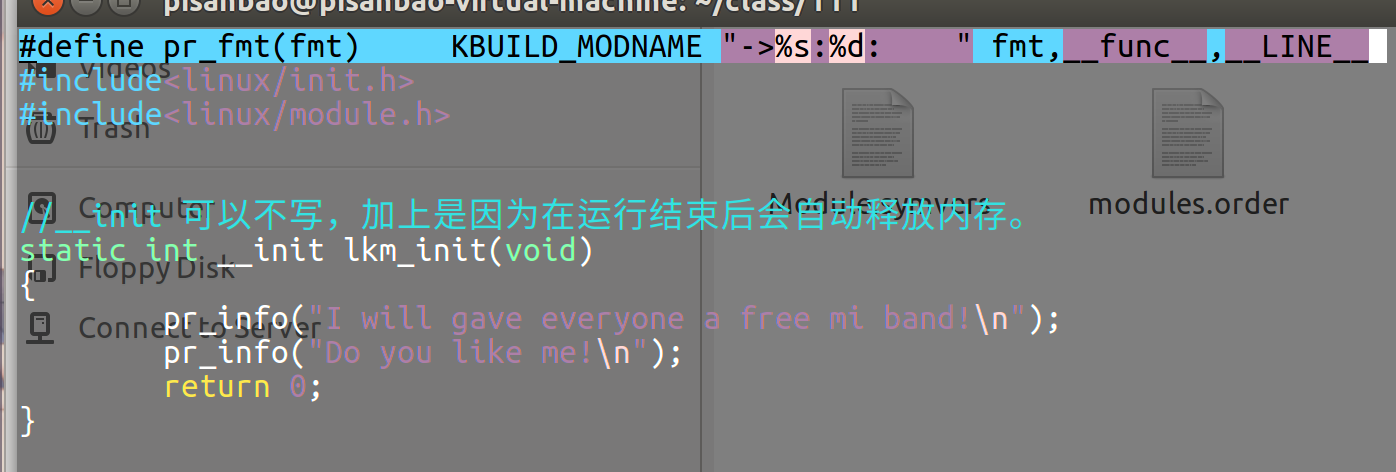 pisanbao@pisanbao-virtual-machine: ~/class/111
#define pr_fmt(fmt)     KBUILD_MODNAME "->%s:%d:    " fmt,__func__,__LINE__
Videos
#include<linux/init.h>
#include<linux/module.h>
Trash
Computer
//__init 可以不写，加上是因为在运行结束后会自动释放内存。
Module.symvers
modules.order
static int __init lkm_init(void)
Floppy Disk
{
pr_info("I will gave everyone a free mi band!\n");
Connect to Server
pr_info("Do you like me!\n");
return 0;
}